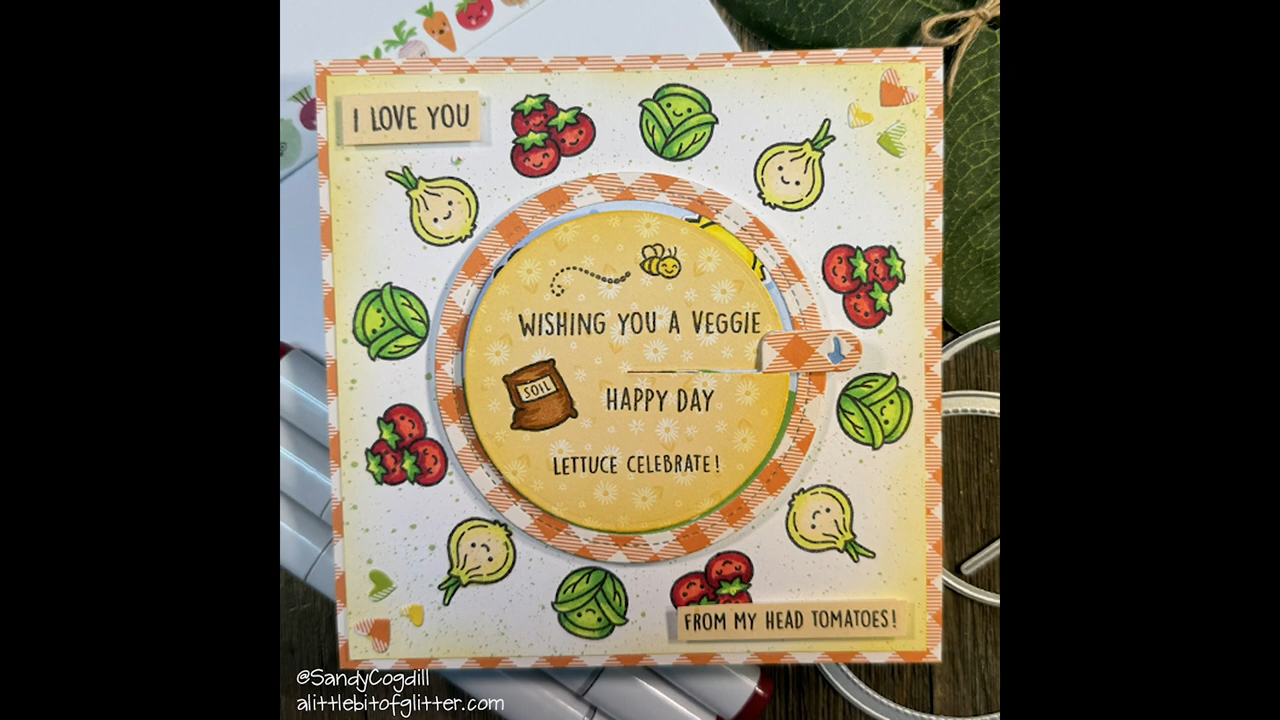 I LOVE YOU
WISHING YOU A VEGGIE
SOIL
HAPPY DAY
LETTUCE CELEBRATE!
FROM MY HEAD TOMATOES!
@SandyCogdill
alittlebitofglitter.com